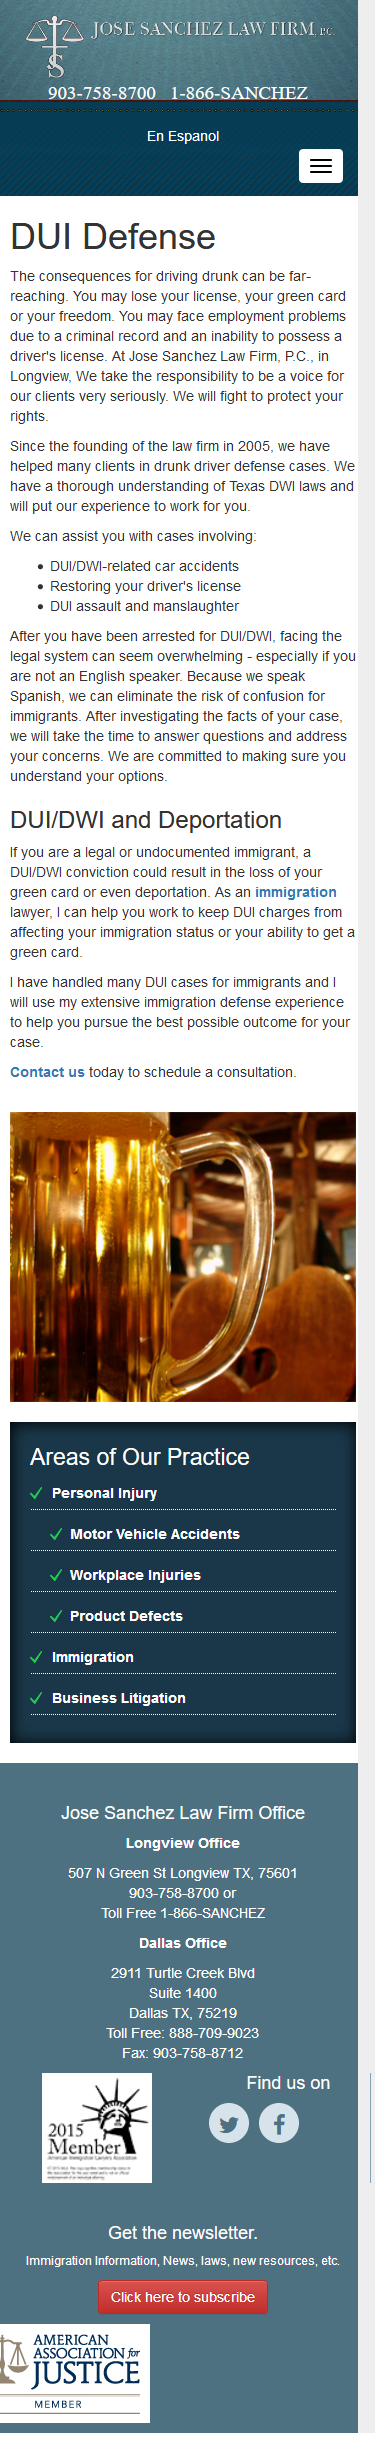 JOSE SANCHEZ LAW FIRM, P.C.
903-758-8700 1-866-SANCHEZ
En Espanol
DUI Defense
The consequences for driving drunk can be far-
reaching. You may lose your license, your green card
or your freedom. You may face employment problems
due to a criminal record and an inability to possess a
driver's license. At Jose Sanchez Law Firm, P.C., in
Longview, We take the responsibility to be a voice for
our clients very seriously. We will fight to protect your
rights.
Since the founding of the law firm in 2005, we have
helped many clients in drunk driver defense cases. We
have a thorough understanding of Texas DWI laws and
will put our experience to work for you.
We can assist you with cases involving:
• DUI/DWI-related car accidents
• Restoring your driver's license
• DUI assault and manslaughter
After you have been arrested for DUI/DWI, facing the
legal system can seem overwhelming - especially if you
are not an English speaker. Because we speak
Spanish, we can eliminate the risk of confusion for
immigrants. After investigating the facts of your case,
we will take the time to answer questions and address
your concerns. We are committed to making sure you
understand your options.
DUI/DWI and Deportation
If you are a legal or undocumented immigrant, a
DUI/DWI conviction could result in the loss of your
green card or even deportation. As an immigration
lawyer, I can help you work to keep DUI charges from
affecting your immigration status or your ability to get a
green card.
I have handled many DUI cases for immigrants and I
will use my extensive immigration defense experience
to help you pursue the best possible outcome for your
case.
Contact us today to schedule a consultation.
Areas of Our Practice
Personal Injury
Motor Vehicle Accidents
Workplace Injuries
Product Defects
Immigration
Business Litigation
Jose Sanchez Law Firm Office
Longview Office
507 N Green St Longview TX, 75601
903-758-8700 or
Toll Free 1-866-SANCHEZ
Dallas Office
2911 Turtle Creek Blvd
Suite 1400
Dallas TX, 75219
Toll Free: 888-709-9023
Fax: 903-758-8712
Find us on
2015
Member
American Immigration Lawyers Association
Get the newsletter.
Immigration Information, News, laws, new resources, etc.
Click here to subscribe
AMERICAN
ASSOCIATION for
JUSTICE
MEMBER